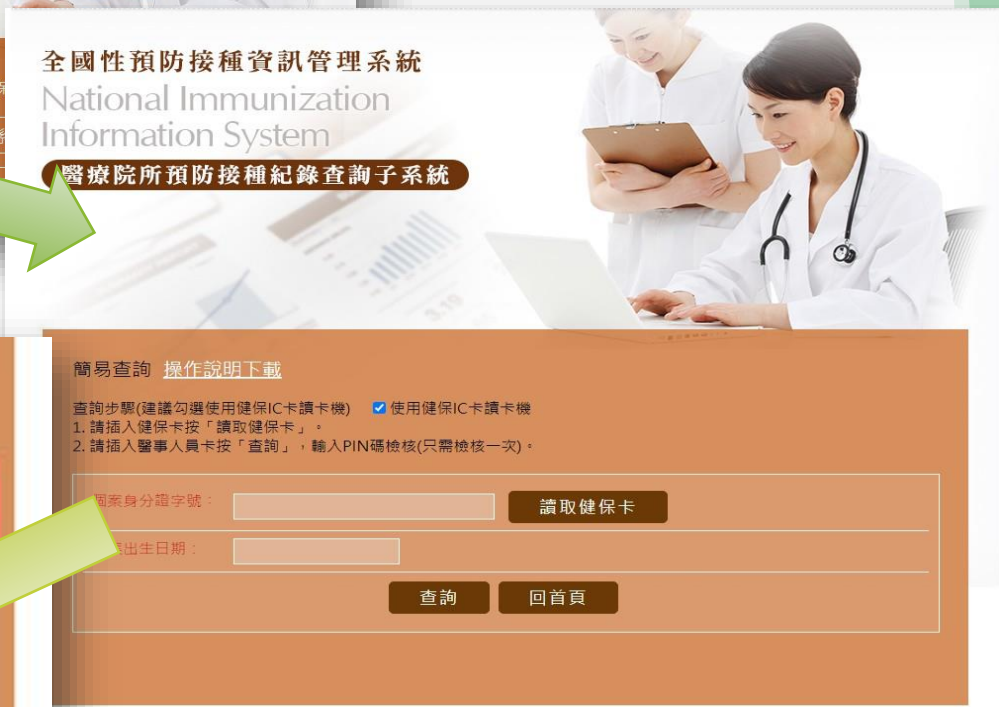 全國性預防接種資訊管理系統
National Immunization
Information System
醫療院所預防接種紀錄查詢子系統
簡易查詢 操作說明下載
查詢步驟(建議勾選使用健保IC卡讀卡機) 使用健保IC卡讀卡機
1. 請插入健保卡按「讀取健保卡」。
2. 請插入醫事人員卡按「查詢」，輸入PIN碼檢核(只需檢核一次)。
個案身分證字號：
讀取健保卡
出生日期：
查詢 回首頁